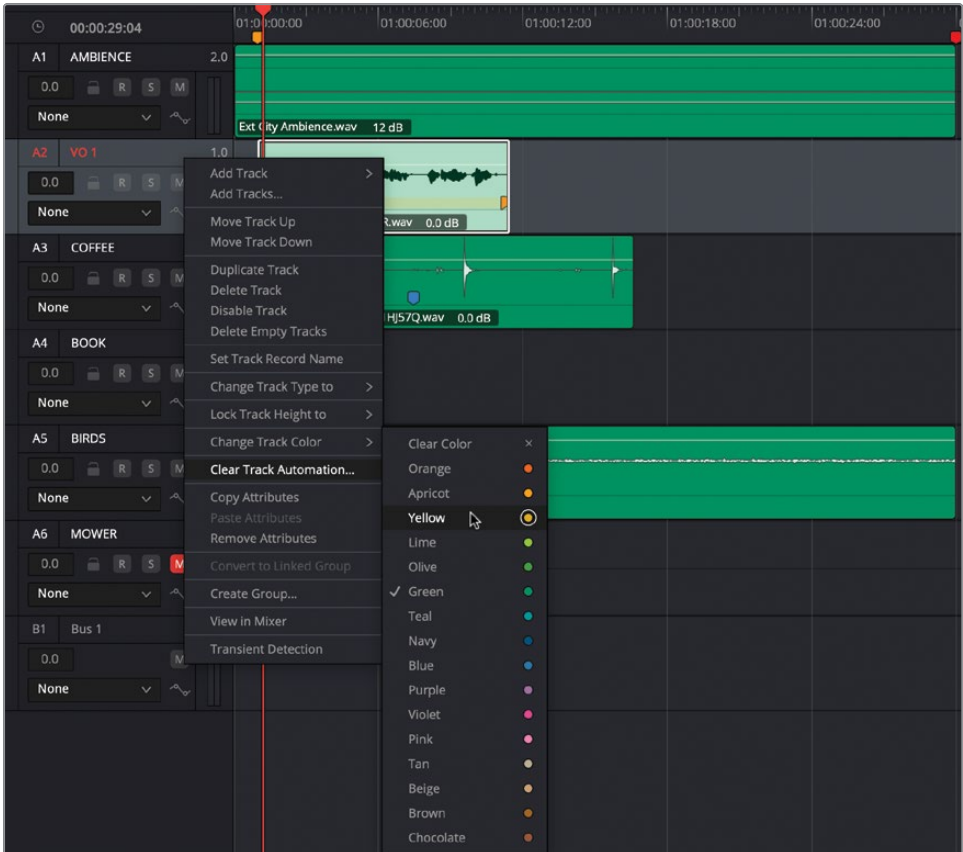 00:00:29:04
01:00:00:00 01:00:06:00 01:00:12:00 01:00:18:00 01:00:24:00
A1 AMBIENCE 2.0
0.0 R S M
None
Ext City Ambience.wav 12 dB
A2 VO 1 1.0
0.0 R S M
None
R.wav 0.0 dB
A3 COFFEE
0.0 R S M
None
HJ57Q.wav 0.0 dB
A4 BOOK
0.0 R S M
None
A5 BIRDS
0.0 R S M
None
A6 MOWER
0.0 R S M
None
B1 Bus 1
0.0 M
None
Add Track >
Add Tracks...
Move Track Up
Move Track Down
Duplicate Track
Delete Track
Disable Track
Delete Empty Tracks
Set Track Record Name
Change Track Type to >
Lock Track Height to >
Change Track Color >
Clear Track Automation...
Copy Attributes
Paste Attributes
Remove Attributes
Convert to Linked Group
Create Group...
View in Mixer
Transient Detection
Clear Color ×
Orange
Apricot
Yellow
Lime
Olive
✓ Green
Teal
Navy
Blue
Purple
Violet
Pink
Tan
Beige
Brown
Chocolate